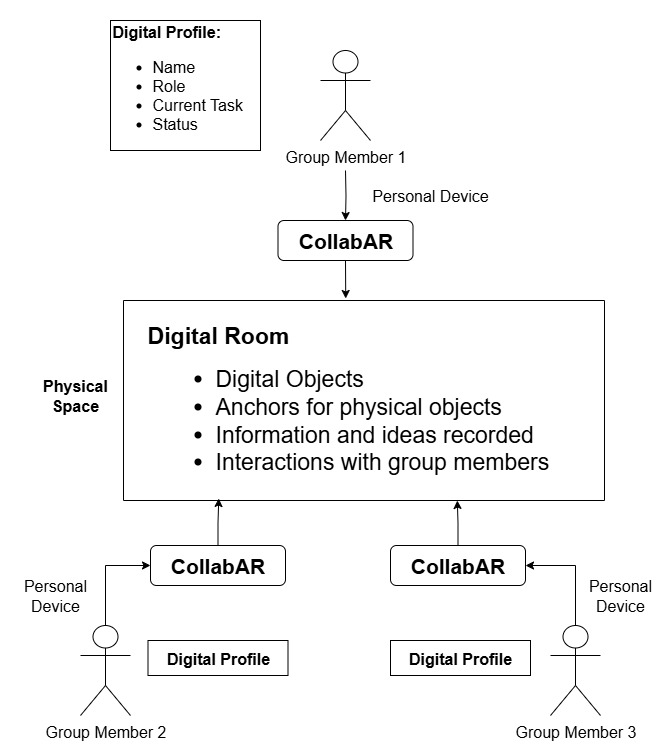 Digital Profile:
• Name
• Role
• Current Task
• Status
Group Member 1
Personal Device
CollabAR
Digital Room
• Digital Objects
• Anchors for physical objects
• Information and ideas recorded
• Interactions with group members
Physical
Space
CollabAR
CollabAR
Personal
Device
Personal
Device
Digital Profile
Digital Profile
Group Member 2
Group Member 3